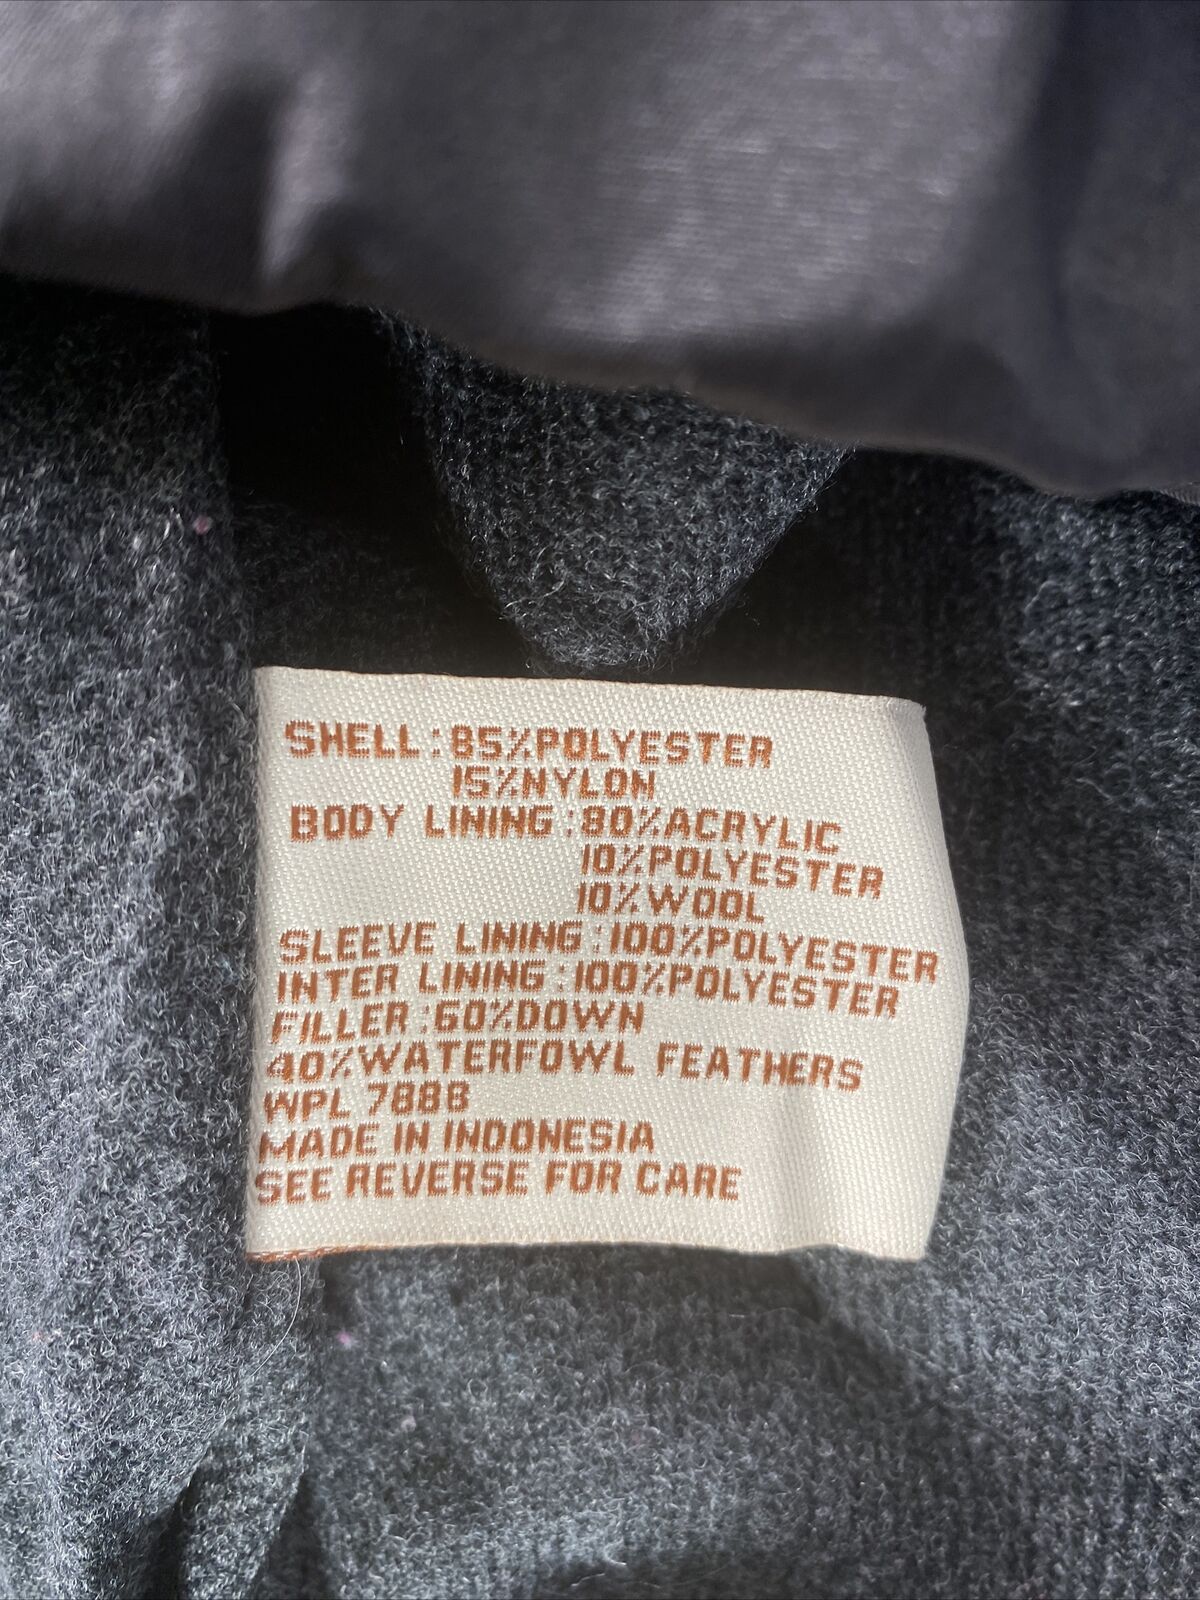 SHELL : 85%POLYESTER
15%NYLON
BODY LINING : 80%ACRYLIC
10%POLYESTER
10%WOOL
SLEEVE LINING : 100%POLYESTER
INTER LINING : 100%POLYESTER
FILLER : 60%DOWN
40%WATERFOWL FEATHERS
WPL 7888
MADE IN INDONESIA
SEE REVERSE FOR CARE